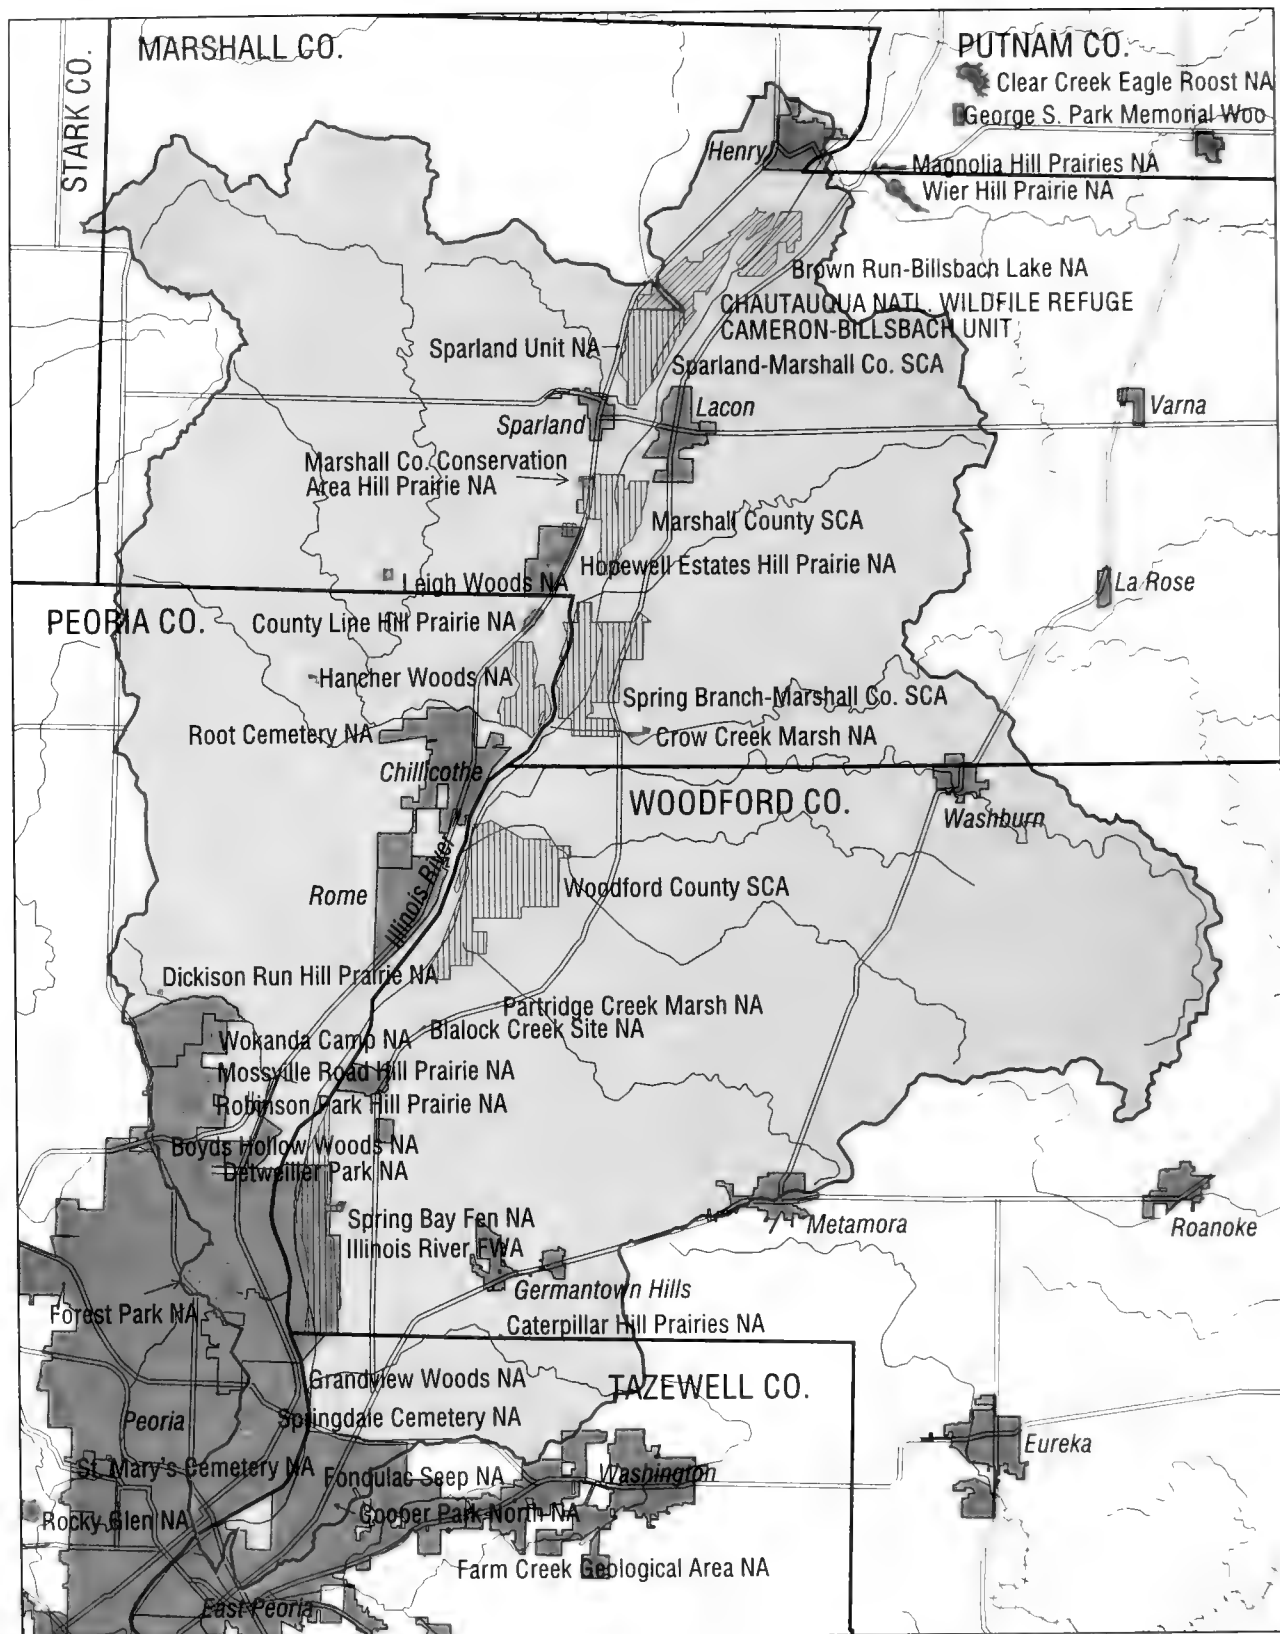 MARSHALL CO.
PUTNAM CO.
STARK CO.
Clear Creek Eagle Roost NA
George S. Park Memorial Woo
Henry
Magnolia Hill Prairies NA
Wier Hill Prairie NA
Brown Run-Billsbach Lake NA
CHAUTAUQUA NATL. WILDFILE REFUGE
CAMERON-BILLSBACH UNIT
Sparland Unit NA
Sparland-Marshall Co. SCA
Lacon
Varna
Sparland
Marshall Co. Conservation
Area Hill Prairie NA
Marshall County SCA
Hopewell Estates Hill Prairie NA
Leigh Woods NA
La Rose
PEORIA CO.
County Line Hill Prairie NA
Hancher Woods NA
Spring Branch-Marshall Co. SCA
Root Cemetery NA
Crow Creek Marsh NA
Chillicothe
WOODFORD CO.
Washburn
Illinois River
Rome
Woodford County SCA
Dickison Run Hill Prairie NA
Partridge Creek Marsh NA
Blalock Creek Site NA
Wokanda Camp NA
Mossville Road Hill Prairie NA
Robinson Park Hill Prairie NA
Boyds Hollow Woods NA
Detweiller Park NA
Spring Bay Fen NA
Metamora
Roanoke
Illinois River FWA
Germantown Hills
Forest Park NA
Caterpillar Hill Prairies NA
Grandview Woods NA
TAZEWELL CO.
Peoria
Springdale Cemetery NA
Eureka
St. Mary's Cemetery NA
Fondulac Seep NA
Washington
Rocky Glen NA
Cooper Park North NA
Farm Creek Geological Area NA
East Peoria